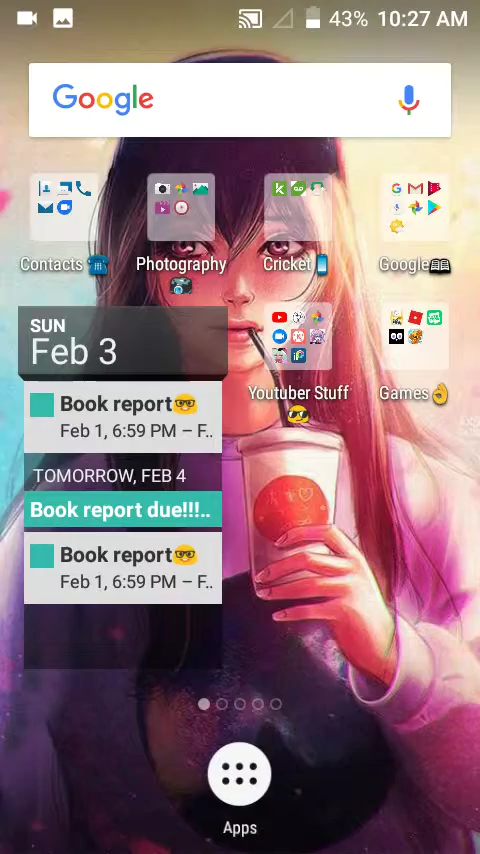 43% 10:27 AM
Google
Contacts ☎️
Photography 📷
Cricket 📱
Google📖
SUN
Feb 3
Book report🤓
Feb 1, 6:59 PM – F..
TOMORROW, FEB 4
Book report due!!!..
Book report🤓
Feb 1, 6:59 PM – F..
Youtuber Stuff 😎
Games👌
Apps